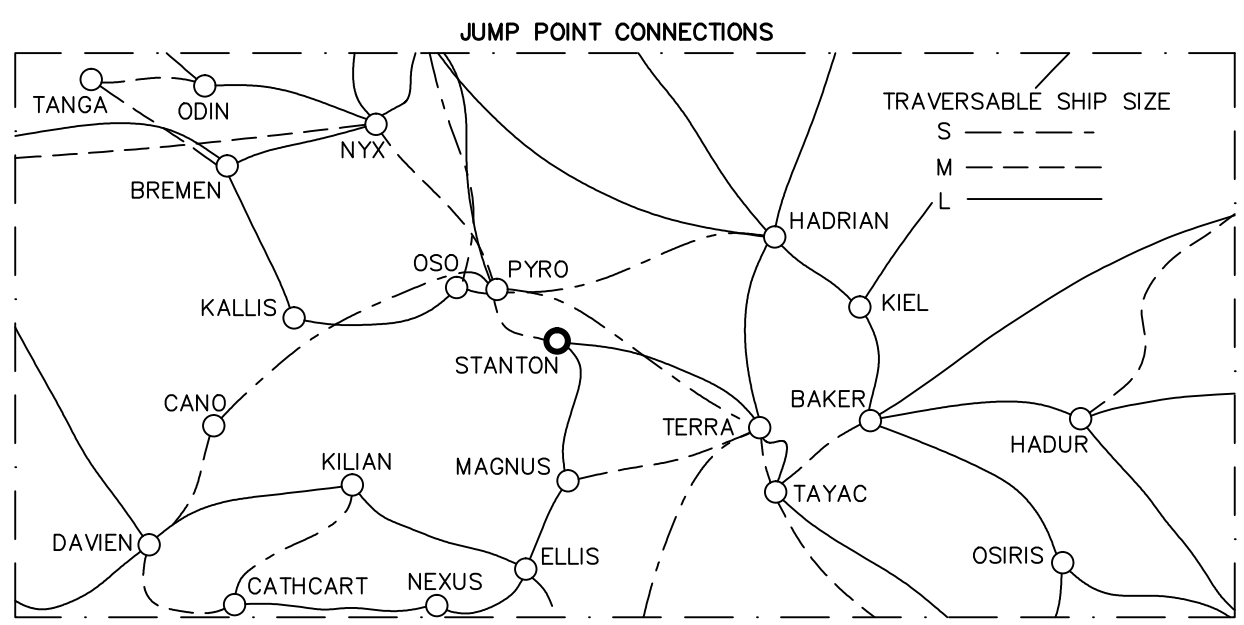 JUMP POINT CONNECTIONS
TANGA
ODIN
TRAVERSABLE SHIP SIZE
S
M
L
NYX
BREMEN
HADRIAN
OSO
PYRO
KALLIS
KIEL
STANTON
CANO
BAKER
TERRA
HADUR
KILIAN
MAGNUS
TAYAC
DAVIEN
ELLIS
OSIRIS
CATHCART
NEXUS